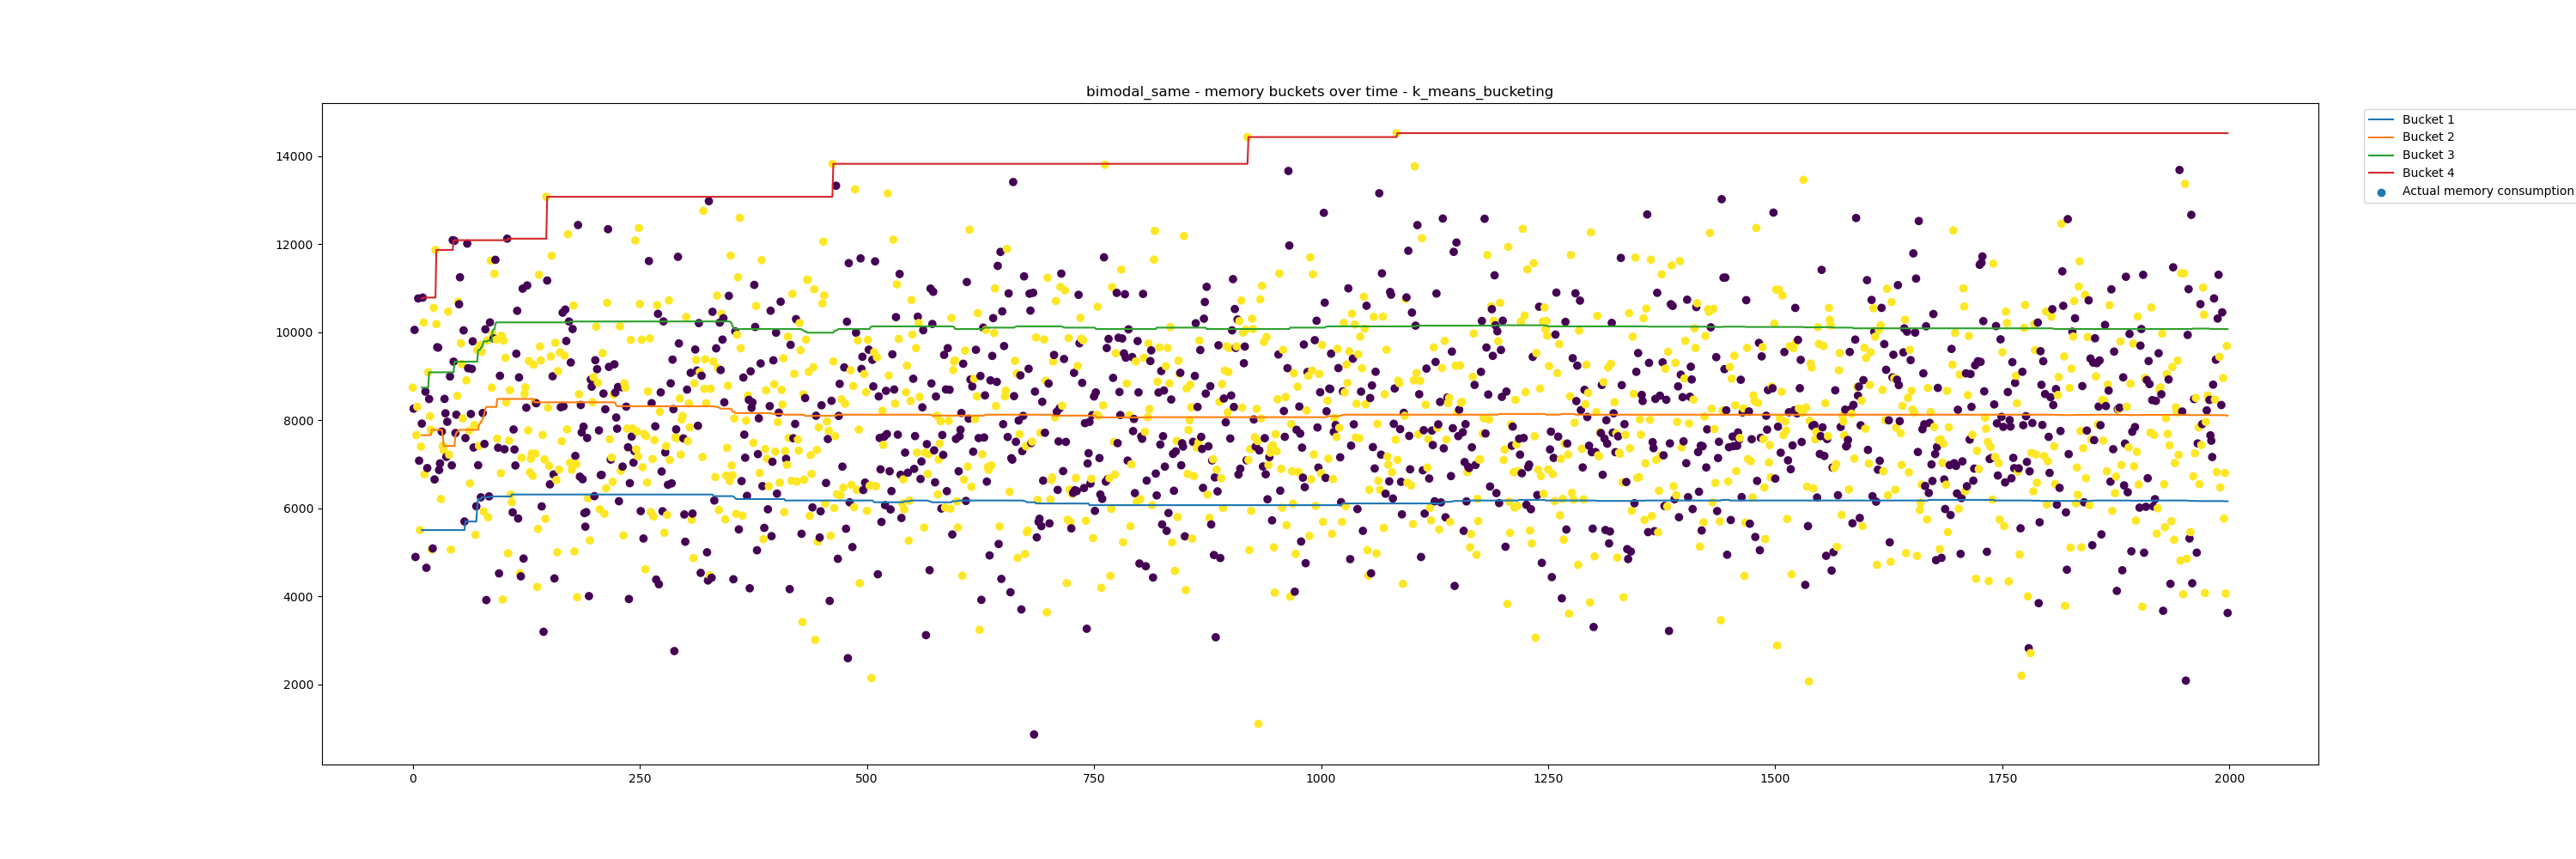 bimodal_same - memory buckets over time - k_means_bucketing
14000
12000
10000
8000
6000
4000
2000
0
250
500
750
1000
1250
1500
1750
2000
Bucket 1
Bucket 2
Bucket 3
Bucket 4
Actual memory consumption